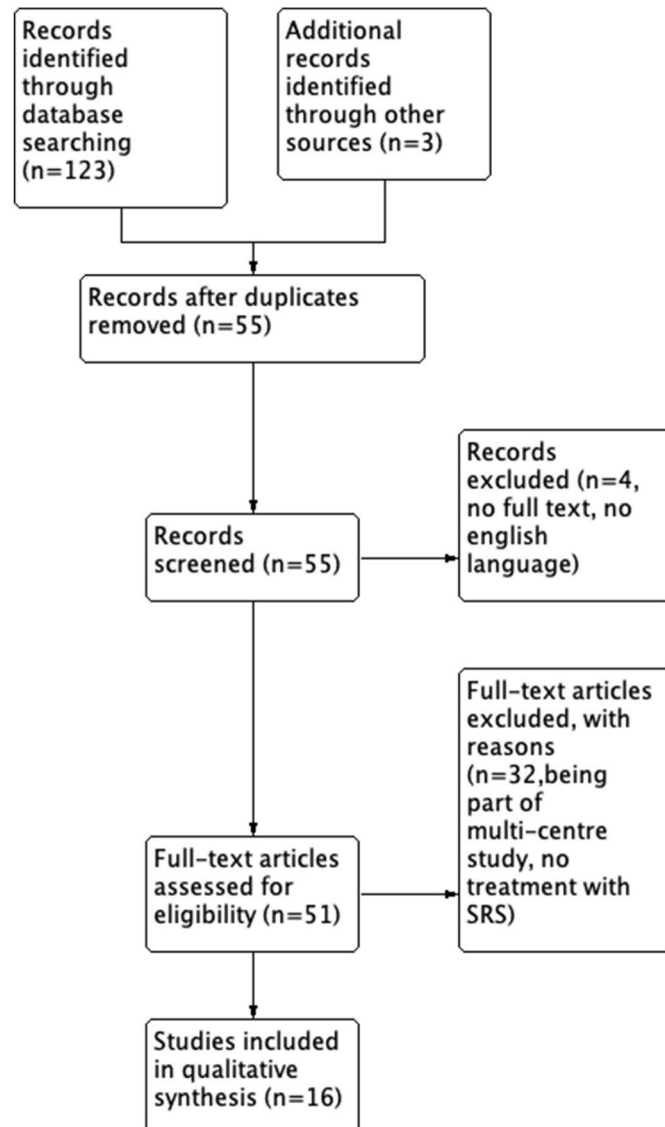 Records
identified
through
database
searching
(n=123)
Additional
records
identified
through other
sources (n=3)
Records after duplicates
removed (n=55)
Records
screened (n=55)
Records
excluded (n=4,
no full text, no
english
language)
Full-text articles
assessed for
eligibility (n=51)
Full-text articles
excluded, with
reasons
(n=32,being
part of
multi-centre
study, no
treatment with
SRS)
Studies included
in qualitative
synthesis (n=16)